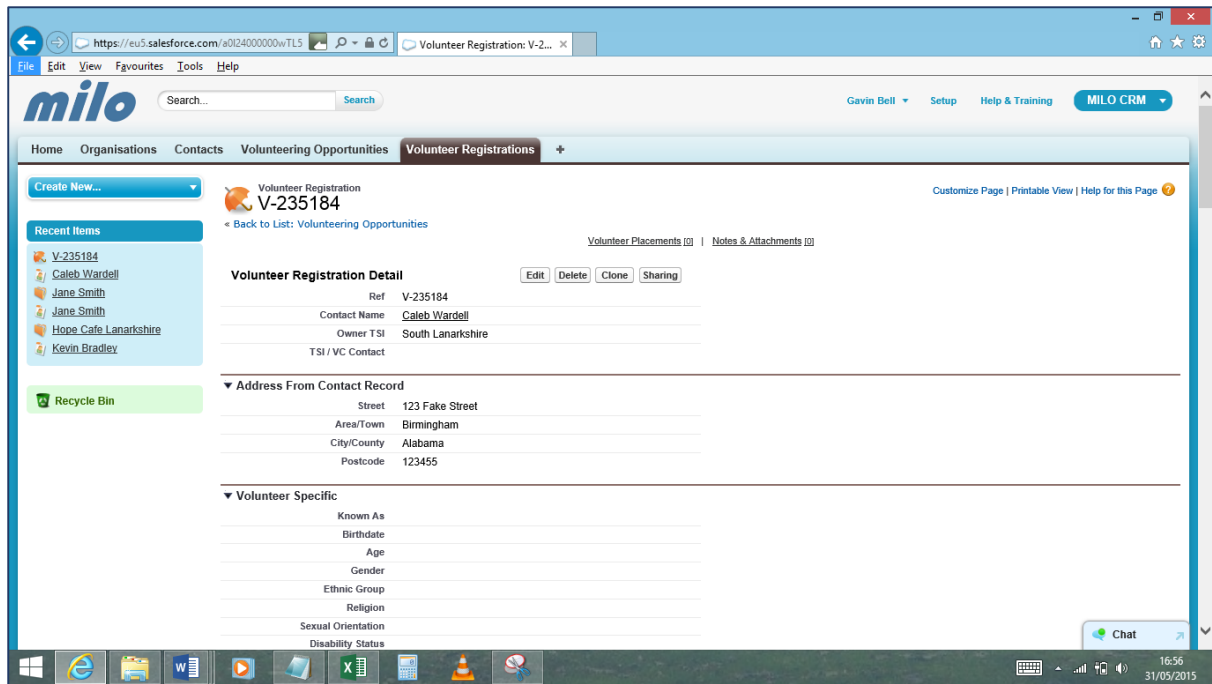 https://eu5.salesforce.com/a0I24000000wTL5
Volunteer Registration: V-2...
File Edit View Favourites Tools Help
milo
Search...
Search
Gavin Bell
Setup
Help & Training
MILO CRM
Home Organisations Contacts Volunteering Opportunities Volunteer Registrations +
Create New...
Recent Items
V-235184
Caleb Wardell
Jane Smith
Jane Smith
Hope Cafe Lanarkshire
Kevin Bradley
Recycle Bin
Volunteer Registration
V-235184
« Back to List: Volunteering Opportunities
Customize Page | Printable View | Help for this Page
Volunteer Placements [0] | Notes & Attachments [0]
Volunteer Registration Detail
Edit Delete Clone Sharing
Ref V-235184
Contact Name Caleb Wardell
Owner TSI South Lanarkshire
TSI / VC Contact
Address From Contact Record
Street 123 Fake Street
Area/Town Birmingham
City/County Alabama
Postcode 123455
Volunteer Specific
Known As
Birthdate
Age
Gender
Ethnic Group
Religion
Sexual Orientation
Disability Status
Chat
16:56
31/05/2015